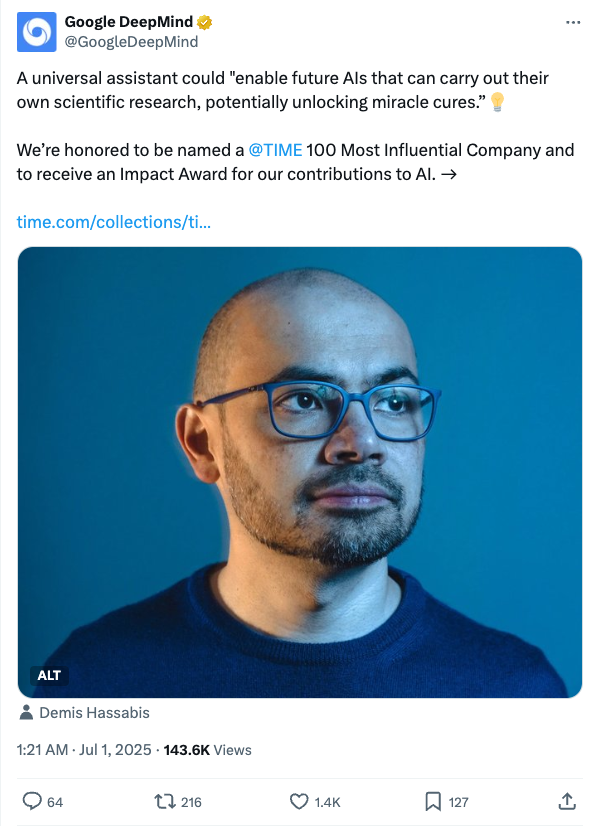 Google DeepMind
@GoogleDeepMind
A universal assistant could "enable future AIs that can carry out their
own scientific research, potentially unlocking miracle cures.” 💡
We’re honored to be named a @TIME 100 Most Influential Company and
to receive an Impact Award for our contributions to AI. →
time.com/collections/ti...
ALT
Demis Hassabis
1:21 AM · Jul 1, 2025 · 143.6K Views
64 216 1.4K 127